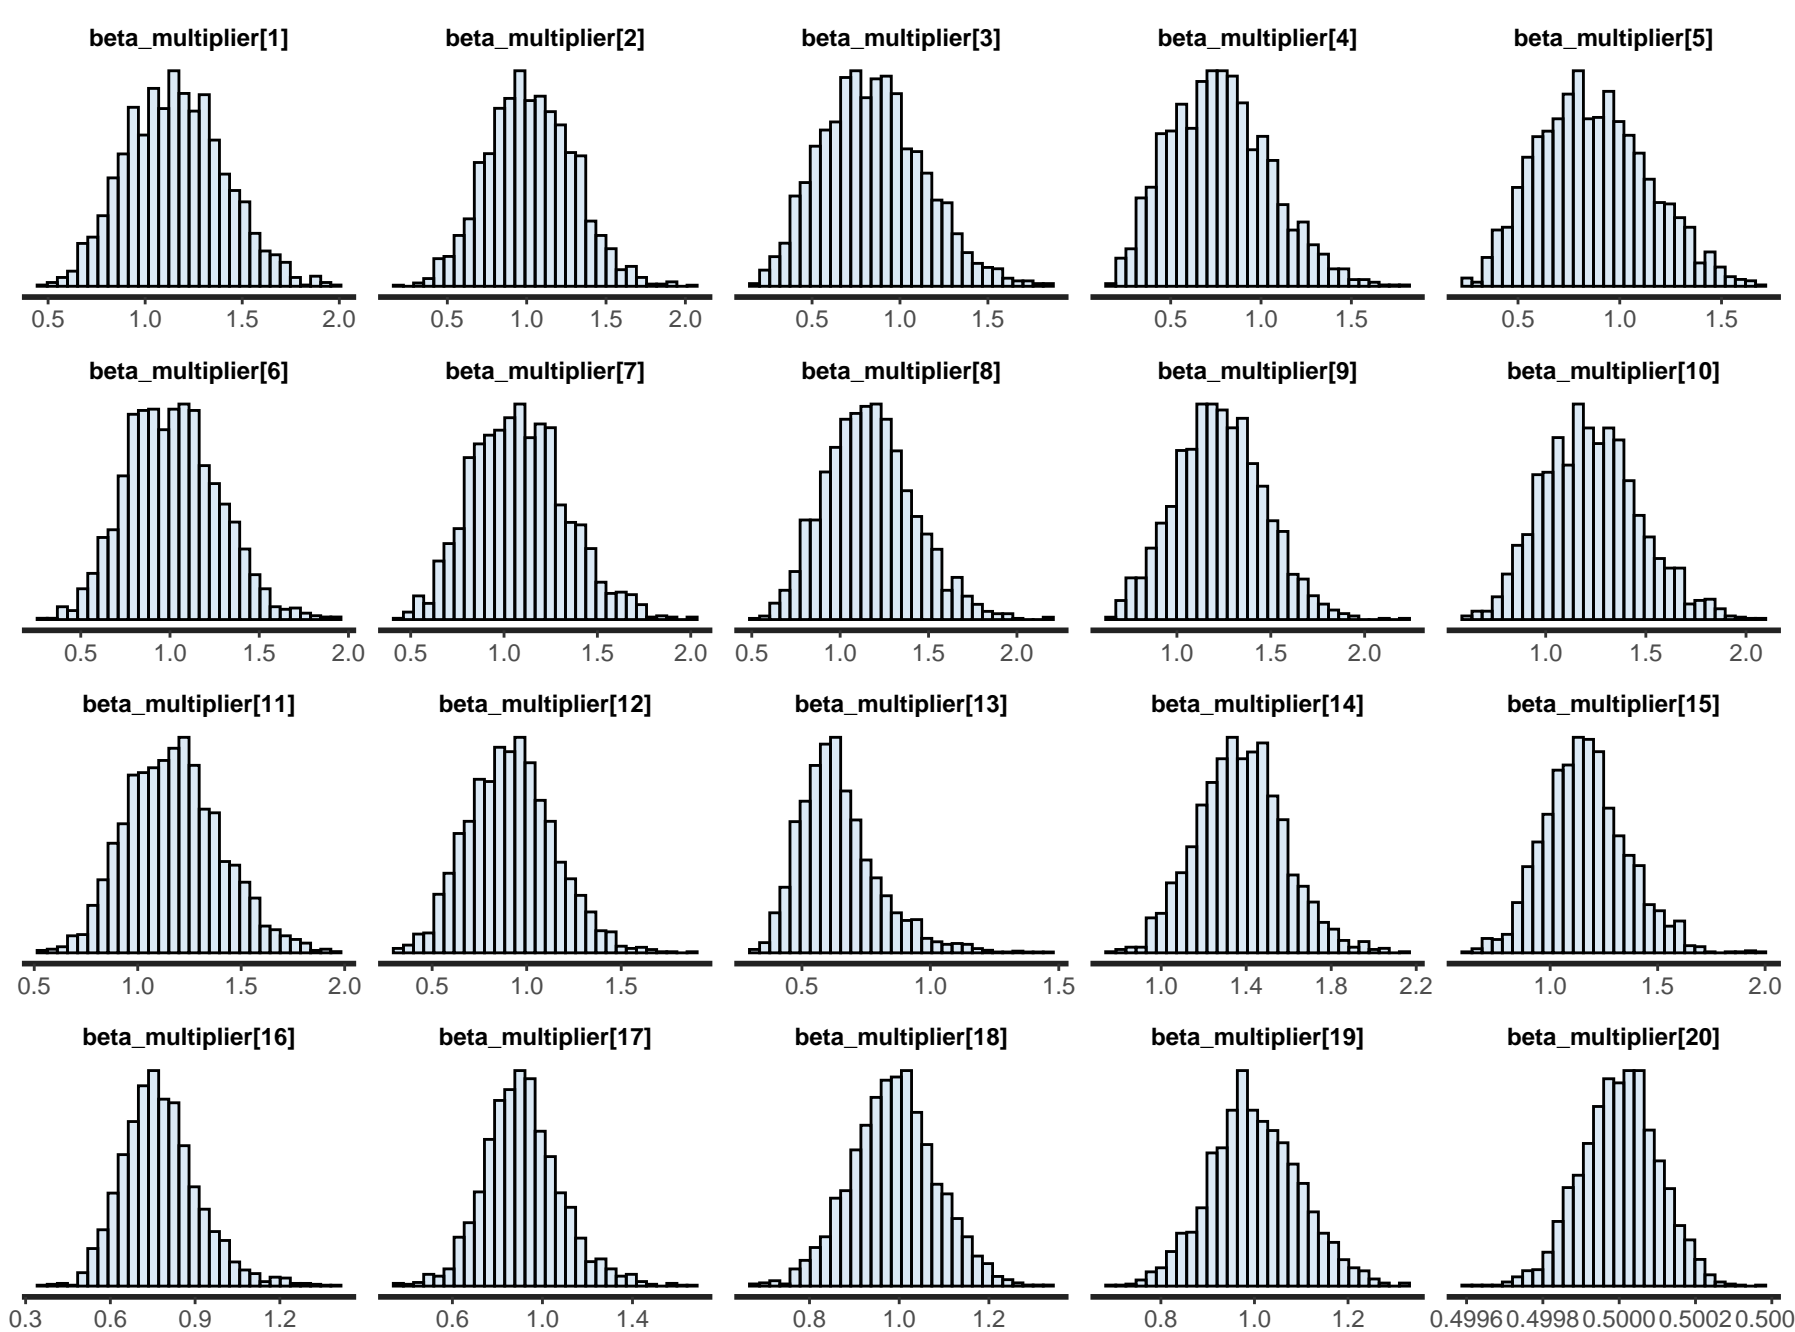 beta_multiplier[1] beta_multiplier[2] beta_multiplier[3] beta_multiplier[4] beta_multiplier[5]
0.5 1.0 1.5 2.0 0.5 1.0 1.5 2.0 0.5 1.0 1.5 0.5 1.0 1.5 0.5 1.0 1.5
beta_multiplier[6] beta_multiplier[7] beta_multiplier[8] beta_multiplier[9] beta_multiplier[10]
0.5 1.0 1.5 2.0 0.5 1.0 1.5 2.0 0.5 1.0 1.5 2.0 1.0 1.5 2.0 1.0 1.5 2.0
beta_multiplier[11] beta_multiplier[12] beta_multiplier[13] beta_multiplier[14] beta_multiplier[15]
0.5 1.0 1.5 2.0 0.5 1.0 1.5 0.5 1.0 1.5 1.0 1.4 1.8 2.2 1.0 1.5 2.0
beta_multiplier[16] beta_multiplier[17] beta_multiplier[18] beta_multiplier[19] beta_multiplier[20]
0.3 0.6 0.9 1.2 0.6 1.0 1.4 0.8 1.0 1.2 0.8 1.0 1.2 0.4996 0.4998 0.5000 0.5002 0.500